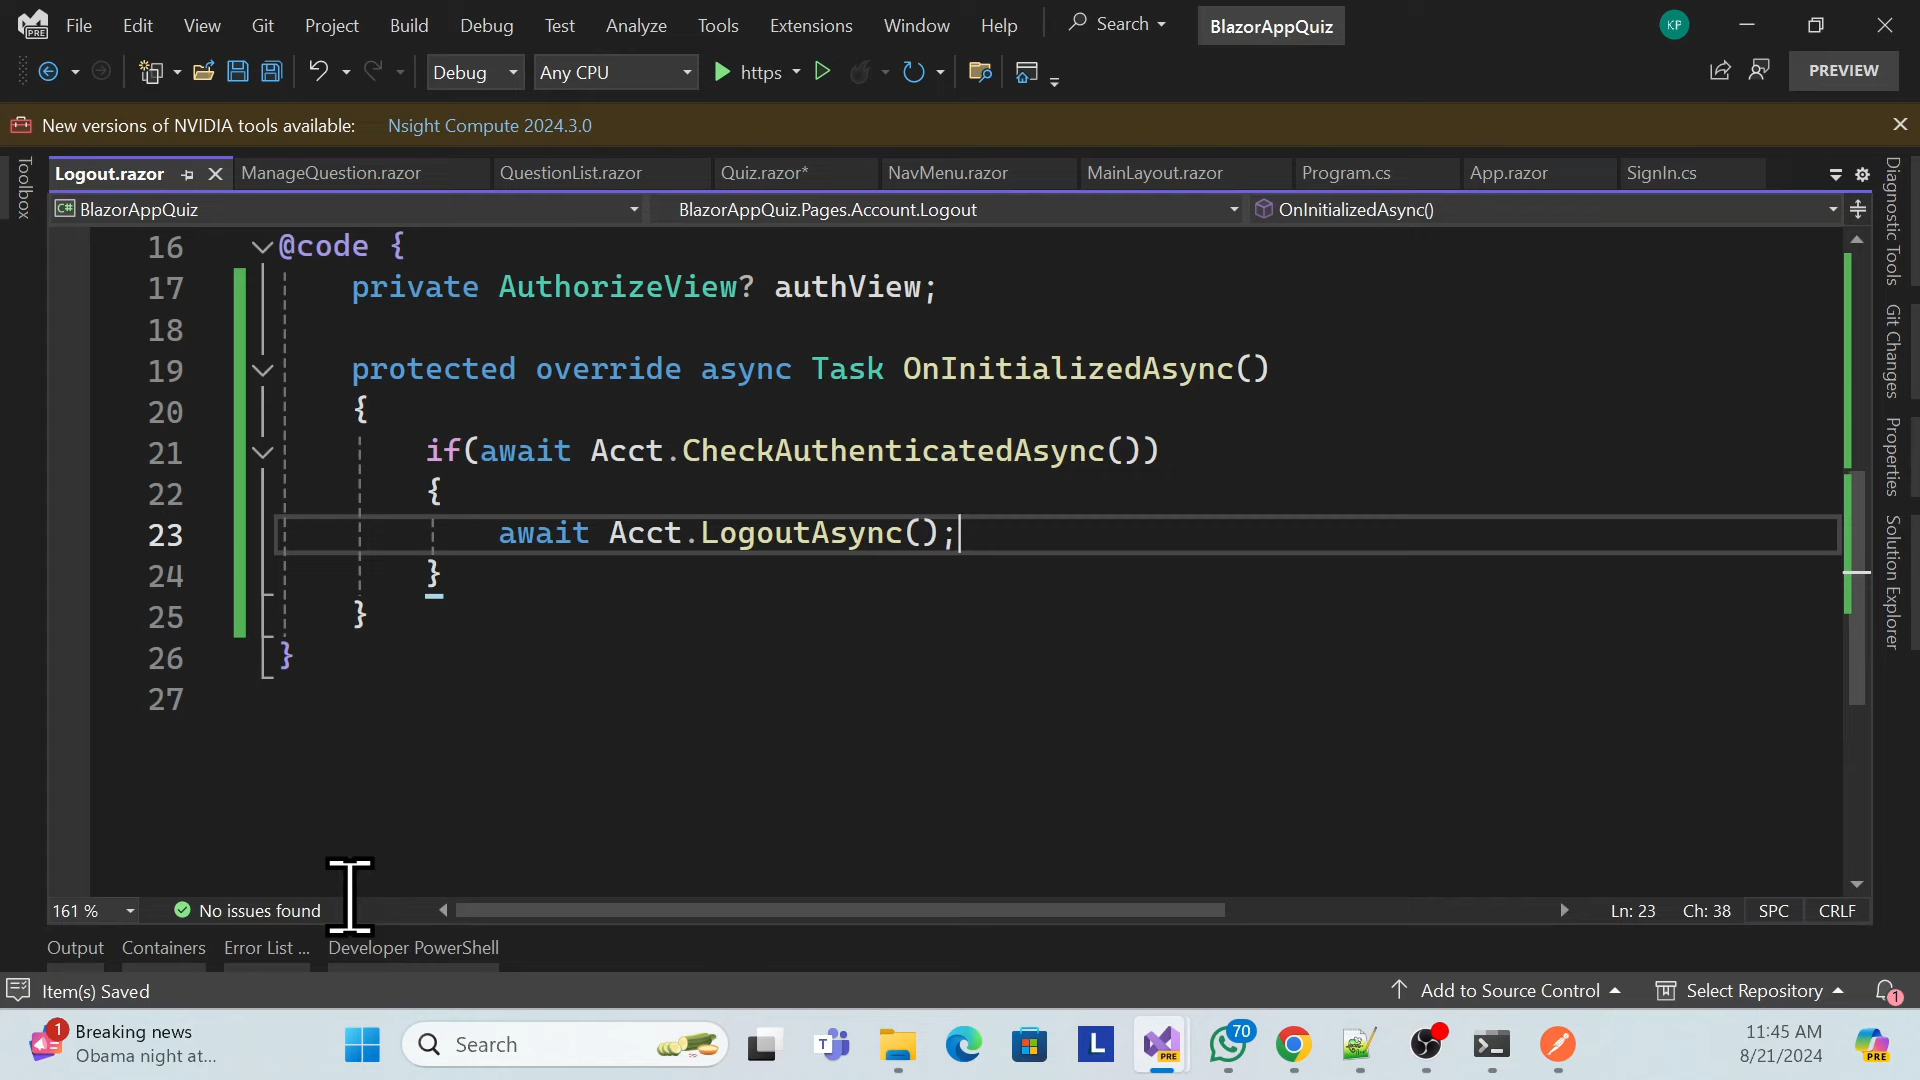 File Edit View Git Project Build Debug Test Analyze Tools Extensions Window Help Search BlazorAppQuiz KP
PRE Debug Any CPU https PREVIEW
New versions of NVIDIA tools available: Nsight Compute 2024.3.0
Toolbox
Logout.razor ManageQuestion.razor QuestionList.razor Quiz.razor* NavMenu.razor MainLayout.razor Program.cs App.razor SignIn.cs
C# BlazorAppQuiz BlazorAppQuiz.Pages.Account.Logout OnInitializedAsync()
16 @code {
17 private AuthorizeView? authView;
18
19 protected override async Task OnInitializedAsync()
20 {
21 if(await Acct.CheckAuthenticatedAsync())
22 {
23 await Acct.LogoutAsync();
24 }
25 }
26 }
27
Diagnostic Tools
Git Changes
Properties
Solution Explorer
161 % No issues found Ln: 23 Ch: 38 SPC CRLF
Output Containers Error List ... Developer PowerShell
Item(s) Saved Add to Source Control Select Repository 1
1 Breaking news
Obama night at...
Search
L
PRE
70
11:45 AM
8/21/2024
PRE